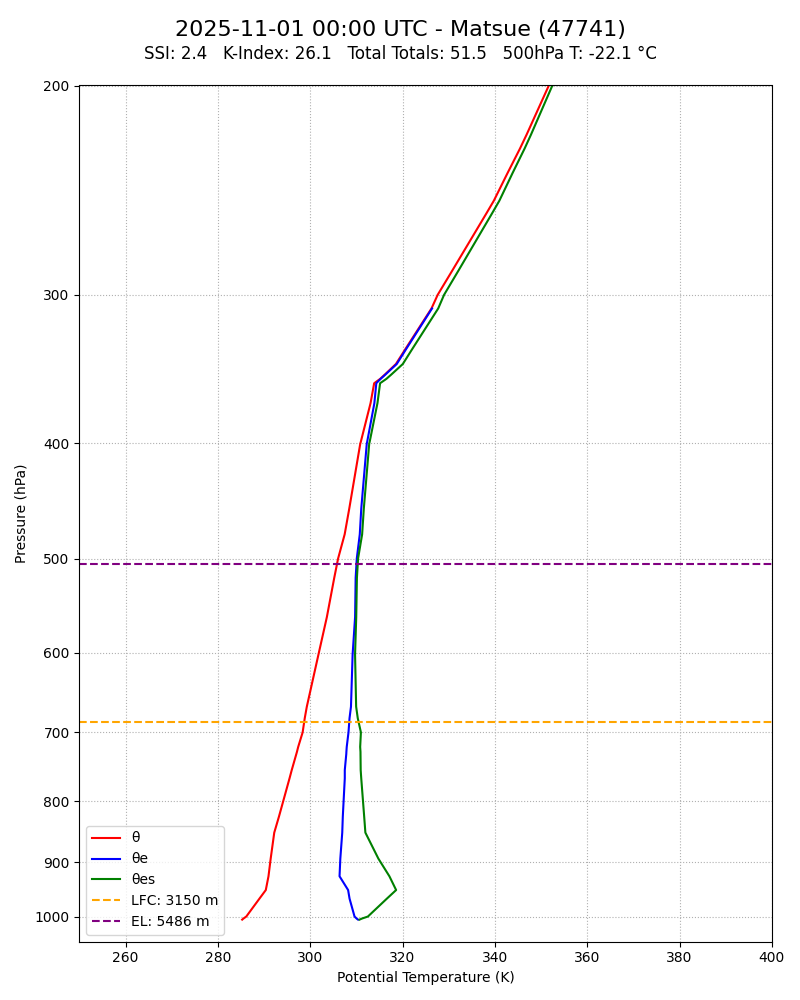 2025-11-01 00:00 UTC - Matsue (47741)
SSI: 2.4 K-Index: 26.1 Total Totals: 51.5 500hPa T: -22.1 °C
200
300
400
500
600
700
800
900
1000
Pressure (hPa)
θ
θe
θes
LFC: 3150 m
EL: 5486 m
260 280 300 320 340 360 380 400
Potential Temperature (K)